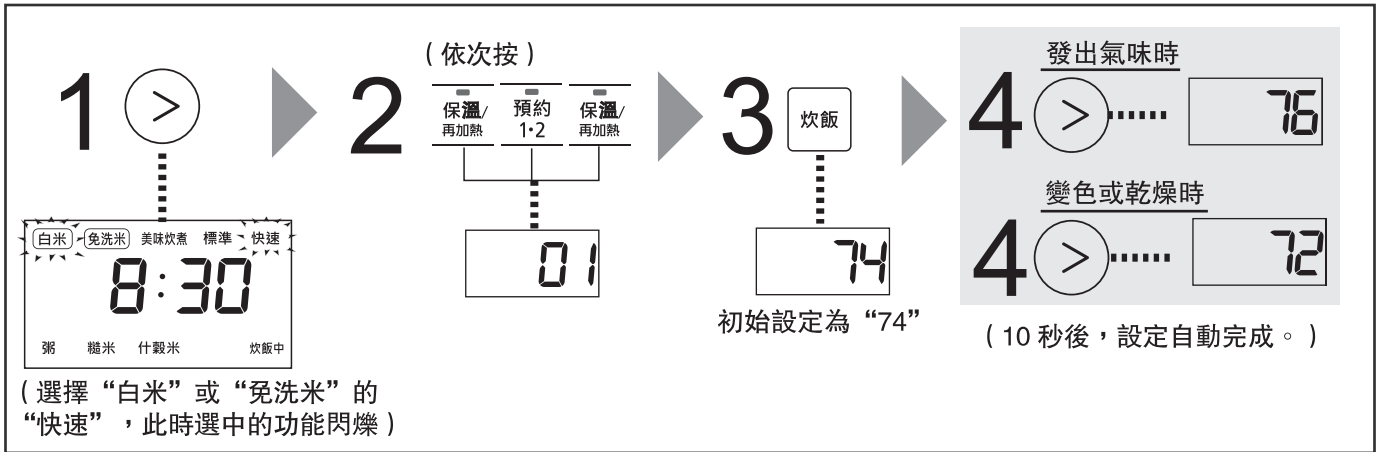 1
>
白米 免洗米 美味炊煮 標準 快速
8:30
粥 糙米 什穀米 炊飯中
(選擇“白米”或“免洗米”的
“快速”,此時選中的功能閃爍)
2
(依次按)
保溫/ 預約 保溫/
再加熱 1•2 再加熱
01
3
炊飯
74
初始設定為“74”
發出氣味時
4 > 76
變色或乾燥時
4 > 72
(10 秒後,設定自動完成。)